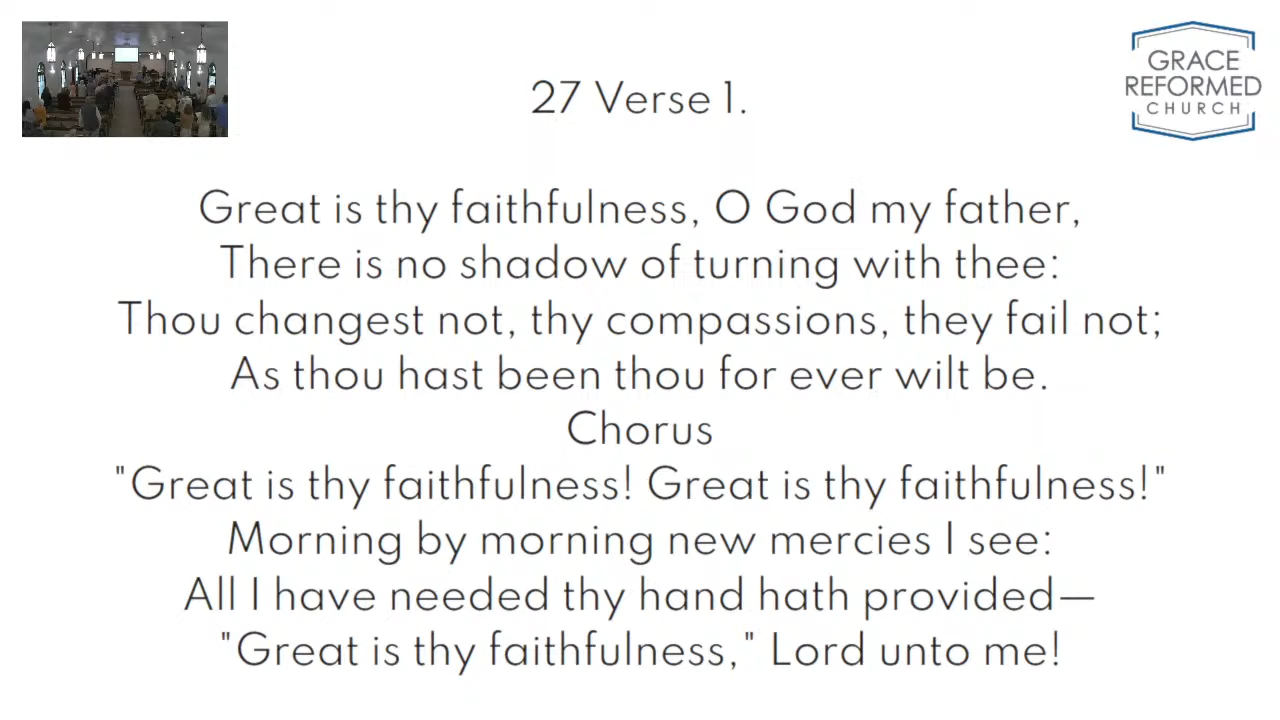 GRACE
REFORMED
CHURCH
27 Verse 1.
Great is thy faithfulness, O God my father,
There is no shadow of turning with thee:
Thou changest not, thy compassions, they fail not;
As thou hast been thou for ever wilt be.
Chorus
"Great is thy faithfulness! Great is thy faithfulness!"
Morning by morning new mercies I see:
All I have needed thy hand hath provided—
"Great is thy faithfulness," Lord unto me!